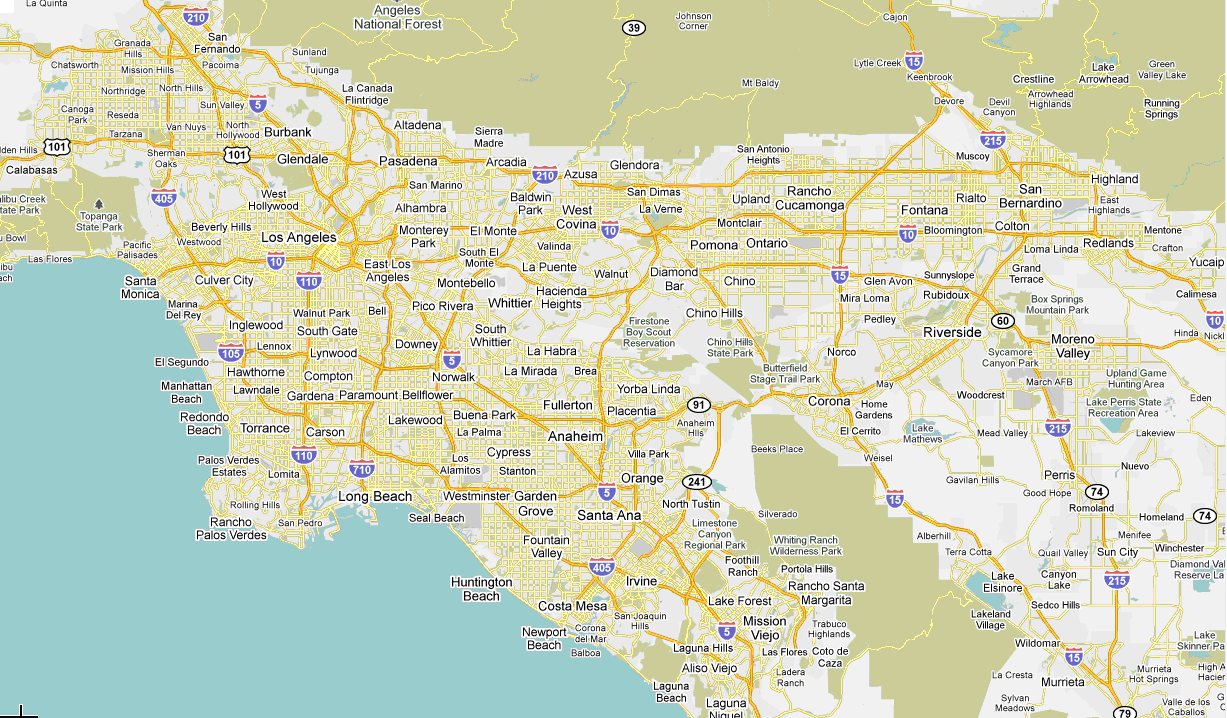 La Quinta
210
Angeles
National Forest
39
Johnson
Corner
Cajon
Granada
Hills
San
Fernando
Sunland
15
Lytle Creek
Keenbrook
Lake
Arrowhead
Green
Valley Lake
Chatsworth
Mission Hills
Pacoima
Tujunga
Crestline
Northridge
North Hills
La Canada
Flintridge
Mt Baldy
Devore
Devil
Canyon
Arrowhead
Highlands
Running
Springs
Canoga
Park
Reseda
Sun Valley
5
Tarzana
Van Nuys
North
Hollywood
Burbank
Altadena
Sierra
Madre
215
101
101
Sherman
Oaks
Glendale
Pasadena
Arcadia
Glendora
San Antonio
Heights
Muscoy
Calabasas
210
Azusa
San Marino
San Dimas
Highland
405
West
Hollywood
Baldwin
Park
Upland
Rancho
Cucamonga
Rialto
San
Bernardino
East
Highlands
Topanga
State Park
Alhambra
West
Covina
La Verne
Fontana
Beverly Hills
Los Angeles
Monterey
Park
El Monte
10
Montclair
10
Bloomington
Colton
Mentone
Westwood
Pacific
Palisades
Valinda
Pomona
Ontario
Loma Linda
Redlands
Crafton
Las Flores
10
South El
Monte
East Los
Angeles
La Puente
Walnut
Diamond
Bar
Chino
15
Glen Avon
Sunnyslope
Grand
Terrace
Santa
Monica
Culver City
110
Montebello
Hacienda
Heights
Rubidoux
Calimesa
Marina
Del Rey
Walnut Park
Bell
Pico Rivera
Whittier
Chino Hills
Mira Loma
Pedley
Box Springs
Mountain Park
10
Inglewood
South Gate
South
Whittier
Firestone
Boy Scout
Reservation
Riverside
60
Hinda
Lennox
105
Lynwood
Downey
5
La Habra
Chino Hills
State Park
Norco
Sycamore
Canyon Park
Moreno
Valley
El Segundo
Hawthorne
Compton
Norwalk
La Mirada
Brea
Butterfield
Stage Trail Park
May
March AFB
Upland Game
Hunting Area
Manhattan
Beach
Lawndale
Gardena
Paramount
Bellflower
Yorba Linda
Corona
Home
Gardens
Woodcrest
Lake Perris State
Recreation Area
Eden
Redondo
Beach
Torrance
Carson
Lakewood
Buena Park
Fullerton
Placentia
91
Anaheim
Hlls
El Cerrito
Lake
Mathews
Mead Valley
215
Lakeview
La Palma
Anaheim
Beeks Place
Palos Verdes
Estates
110
710
Los
Alamitos
Cypress
Villa Park
Weisel
Lomita
Stanton
Orange
241
Gavilan Hills
Perris
Nuevo
Rolling Hills
Long Beach
Westminster
Garden
Grove
5
North Tustin
15
Good Hope
74
Romoland
Rancho
Palos Verdes
San Pedro
Seal Beach
Santa Ana
Silverado
Homeland
74
Fountain
Valley
Limestone
Canyon
Regional Park
Whiting Ranch
Wilderness Park
Alberhill
Terra Cotta
Quail Valley
Menifee
Sun City
Winchester
Huntington
Beach
405
Irvine
Foothill
Ranch
Portola Hills
Lake
Elsinore
Canyon
Lake
215
Diamond Val
Reserve La
Rancho Santa
Margarita
Costa Mesa
Lake Forest
Sedco Hills
San Joaquin
Hills
Mission
Viejo
Trabuco
Highlands
Lakeland
Village
Newport
Beach
Corona
del Mar
Balboa
5
Wildomar
Lake
Skinner Par
Laguna Hills
Las Flores
Coto de
Caza
15
Aliso Viejo
Ladera
Ranch
La Cresta
Murrieta
Murrieta
Hot Springs
Laguna
Beach
Laguna
Niguel
Sylvan
Meadows
79
Valle de los
Caballos